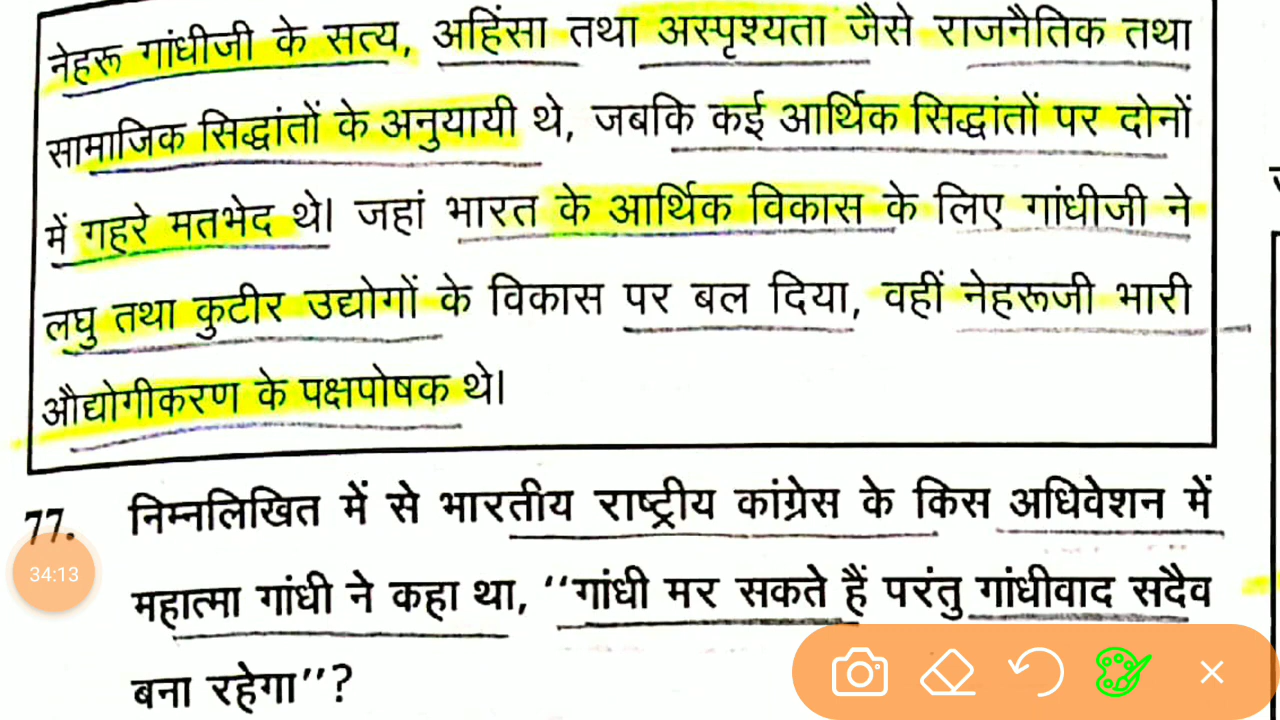 नेहरू गांधीजी के सत्य, अहिंसा तथा अस्पृश्यता जैसे राजनैतिक तथा
सामाजिक सिद्धांतों के अनुयायी थे, जबकि कई आर्थिक सिद्धांतों पर दोनों
में गहरे मतभेद थे। जहां भारत के आर्थिक विकास के लिए गांधीजी ने
लघु तथा कुटीर उद्योगों के विकास पर बल दिया, वहीं नेहरूजी भारी
औद्योगीकरण के पक्षपोषक थे।
77. निम्नलिखित में से भारतीय राष्ट्रीय कांग्रेस के किस अधिवेशन में
महात्मा गांधी ने कहा था, ‘‘गांधी मर सकते हैं परंतु गांधीवाद सदैव
बना रहेगा’’?
34:13